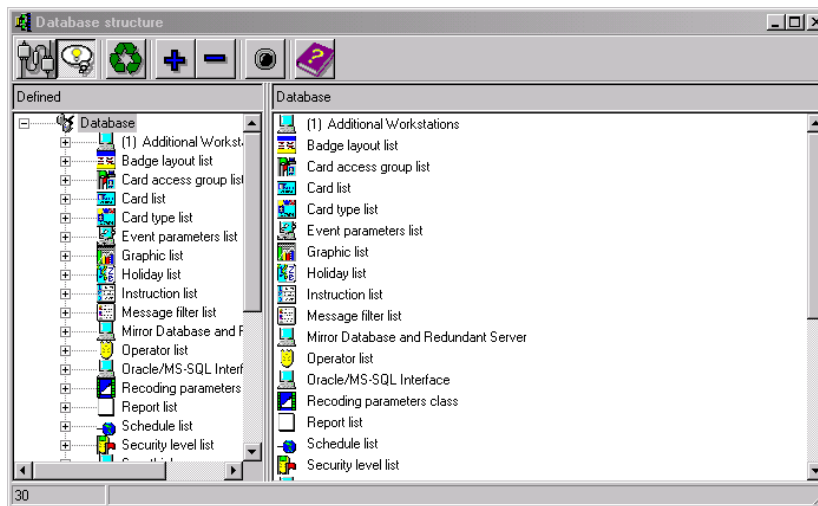 Database structure
Defined
Database
Database
(1) Additional Workst
Badge layout list
Card access group list
Card list
Card type list
Event parameters list
Graphic list
Holiday list
Instruction list
Message filter list
Mirror Database and
Operator list
Oracle/MS-SQL Interf
Recoding parameters
Report list
Schedule list
Security level list
(1) Additional Workstations
Badge layout list
Card access group list
Card list
Card type list
Event parameters list
Graphic list
Holiday list
Instruction list
Message filter list
Mirror Database and Redundant Server
Operator list
Oracle/MS-SQL Interface
Recoding parameters class
Report list
Schedule list
Security level list
30